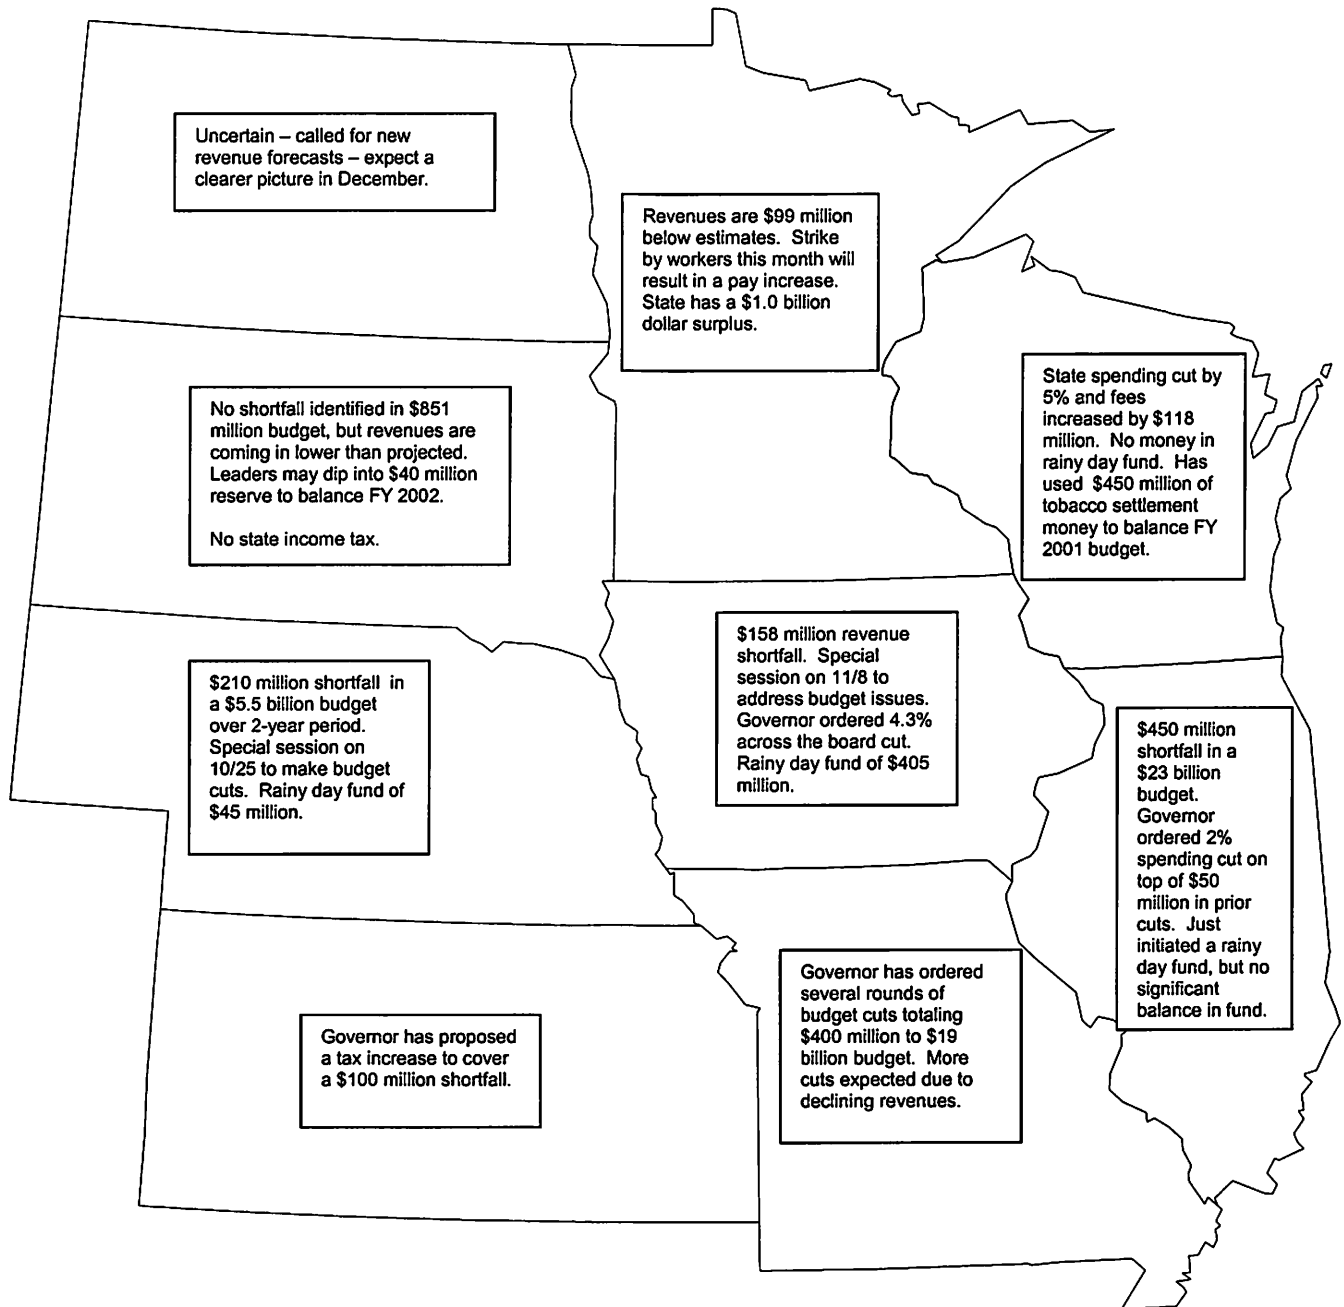 Uncertain – called for new
revenue forecasts – expect a
clearer picture in December.
Revenues are $99 million
below estimates. Strike
by workers this month will
result in a pay increase.
State has a $1.0 billion
dollar surplus.
State spending cut by
5% and fees
increased by $118
million. No money in
rainy day fund. Has
used $450 million of
tobacco settlement
money to balance FY
2001 budget.
No shortfall identified in $851
million budget, but revenues are
coming in lower than projected.
Leaders may dip into $40 million
reserve to balance FY 2002.
No state income tax.
$158 million revenue
shortfall. Special
session on 11/8 to
address budget issues.
Governor ordered 4.3%
across the board cut.
Rainy day fund of $405
million.
$210 million shortfall in
a $5.5 billion budget
over 2-year period.
Special session on
10/25 to make budget
cuts. Rainy day fund of
$45 million.
$450 million
shortfall in a
$23 billion
budget.
Governor
ordered 2%
spending cut on
top of $50
million in prior
cuts. Just
initiated a rainy
day fund, but no
significant
balance in fund.
Governor has ordered
several rounds of
budget cuts totaling
$400 million to $19
billion budget. More
cuts expected due to
declining revenues.
Governor has proposed
a tax increase to cover
a $100 million shortfall.